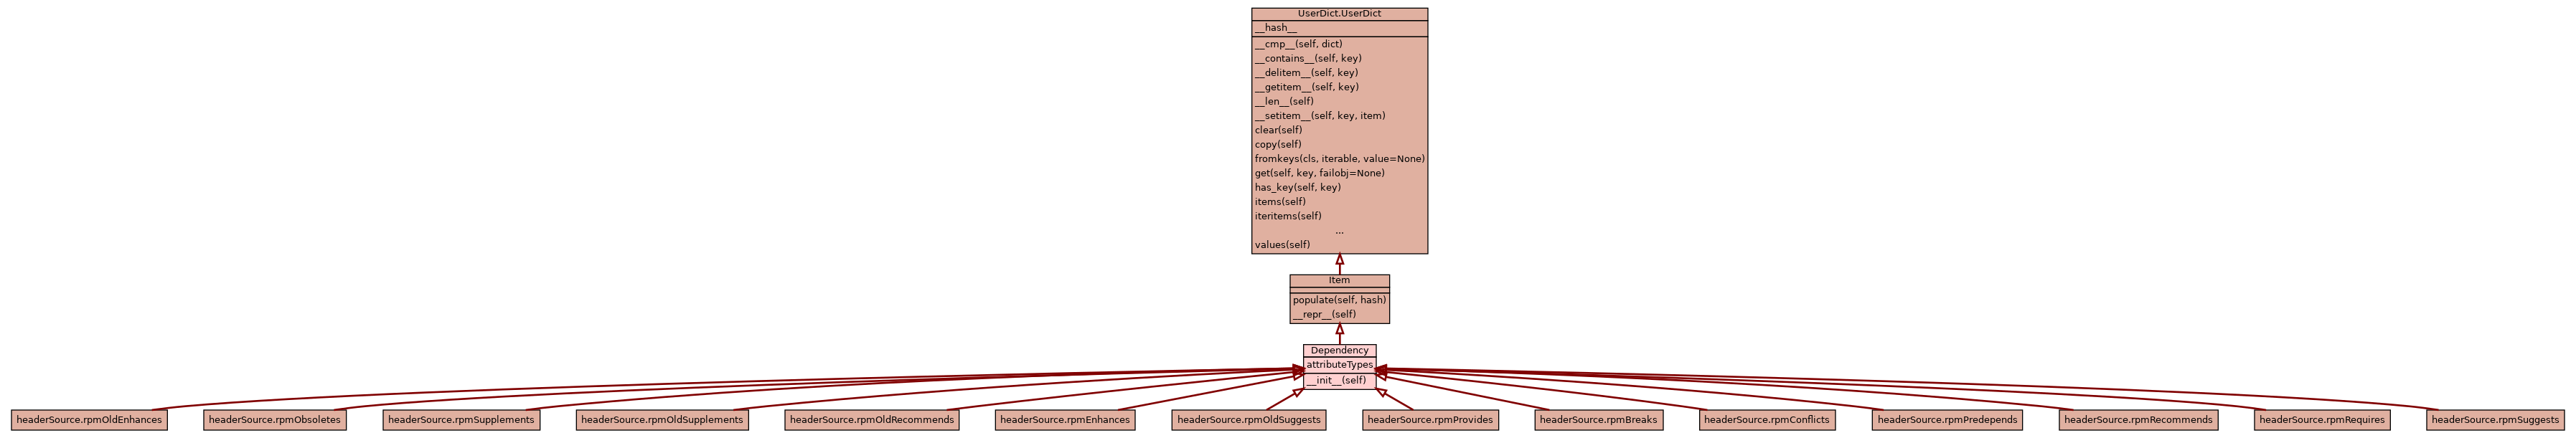 UserDict.UserDict
__hash__
__cmp__(self, dict)
__contains__(self, key)
__delitem__(self, key)
__getitem__(self, key)
__len__(self)
__setitem__(self, key, item)
clear(self)
copy(self)
fromkeys(cls, iterable, value=None)
get(self, key, failobj=None)
has_key(self, key)
items(self)
iteritems(self)
...
values(self)
Item
populate(self, hash)
__repr__(self)
Dependency
attributeTypes
__init__(self)
headerSource.rpmOldEnhances
headerSource.rpmObsoletes
headerSource.rpmSupplements
headerSource.rpmOldSupplements
headerSource.rpmOldRecommends
headerSource.rpmEnhances
headerSource.rpmOldSuggests
headerSource.rpmProvides
headerSource.rpmBreaks
headerSource.rpmConflicts
headerSource.rpmPredepends
headerSource.rpmRecommends
headerSource.rpmRequires
headerSource.rpmSuggests